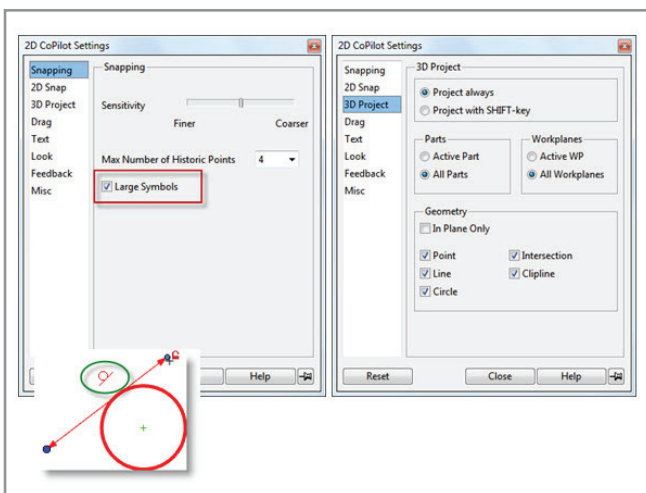 2D CoPilot Settings
Snapping
2D Snap
3D Project
Drag
Text
Look
Feedback
Misc
Snapping
Sensitivity
Finer Coarser
Max Number of Historic Points 4
Large Symbols
Help
2D CoPilot Settings
Snapping
2D Snap
3D Project
Drag
Text
Look
Feedback
Misc
3D Project
Project always
Project with SHIFT-key
Parts
Active Part
All Parts
Workplanes
Active WP
All Workplanes
Geometry
In Plane Only
Point Intersection
Line Clipline
Circle
Reset Close Help